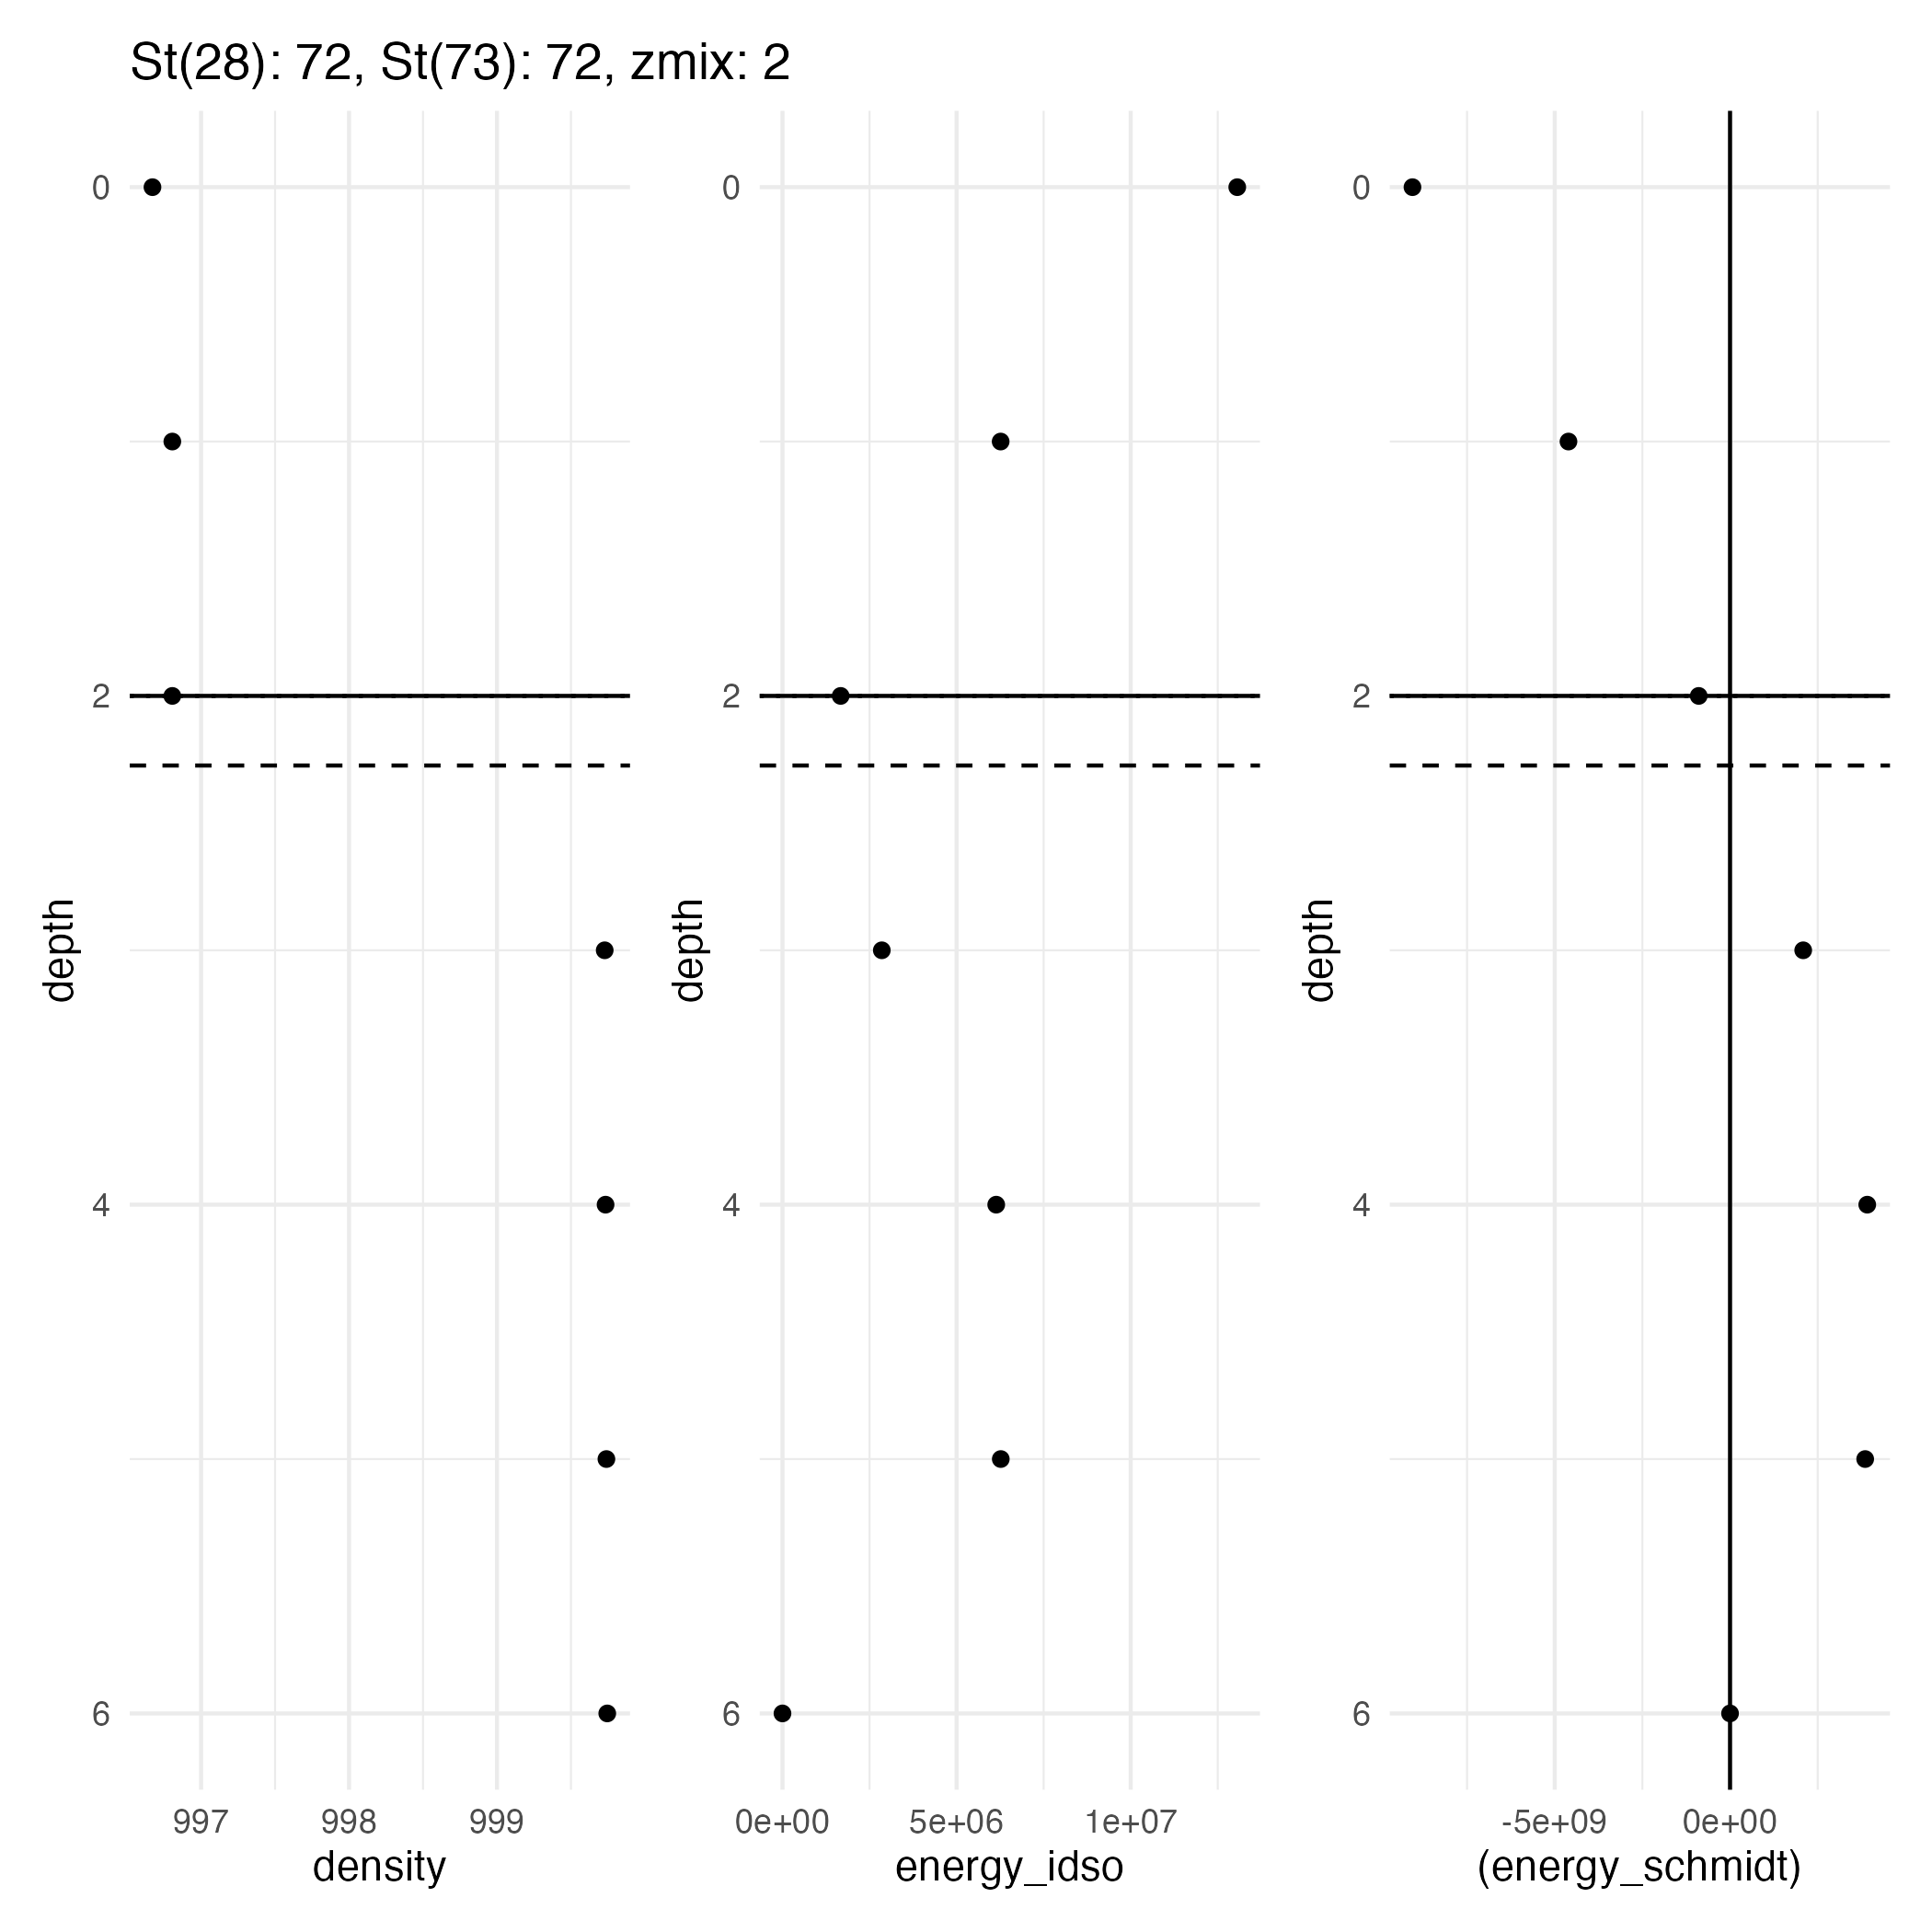 St(28): 72, St(73): 72, zmix: 2
0
2
4
6
depth
997 998 999
density
0
2
4
6
depth
0e+00 5e+06 1e+07
energy_idso
0
2
4
6
depth
-5e+09 0e+00
(energy_schmidt)